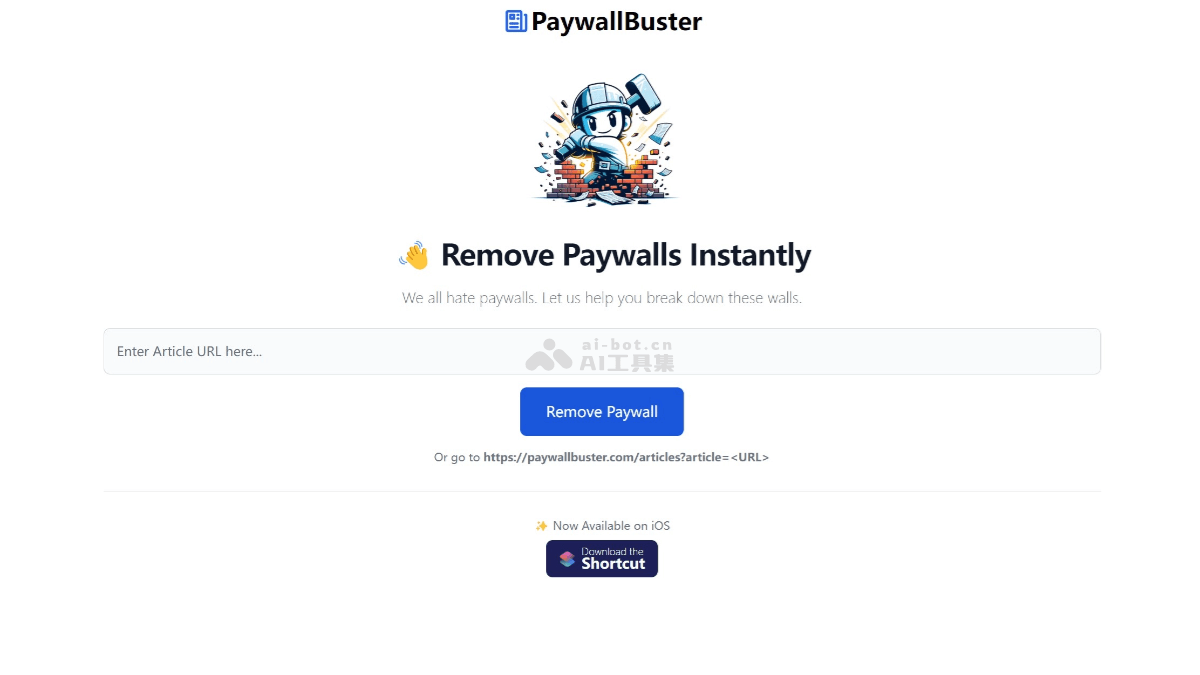 PaywallBuster
👋 Remove Paywalls Instantly
We all hate paywalls. Let us help you break down these walls.
Enter Article URL here...
ai-bot.cn
AI工具集
Remove Paywall
Or go to https://paywallbuster.com/articles?article=<URL>
✨ Now Available on iOS
Download the
Shortcut